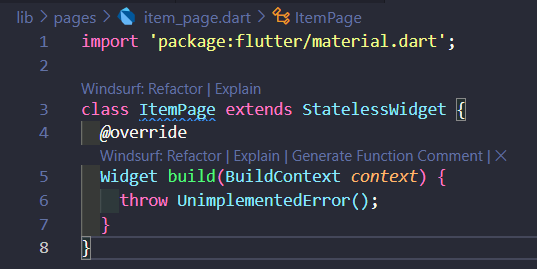 lib > pages > item_page.dart > ItemPage
1 import 'package:flutter/material.dart';
2
Windsurf: Refactor | Explain
3 class ItemPage extends StatelessWidget {
4 @override
Windsurf: Refactor | Explain | Generate Function Comment | ×
5 Widget build(BuildContext context) {
6 throw UnimplementedError();
7 }
8 }